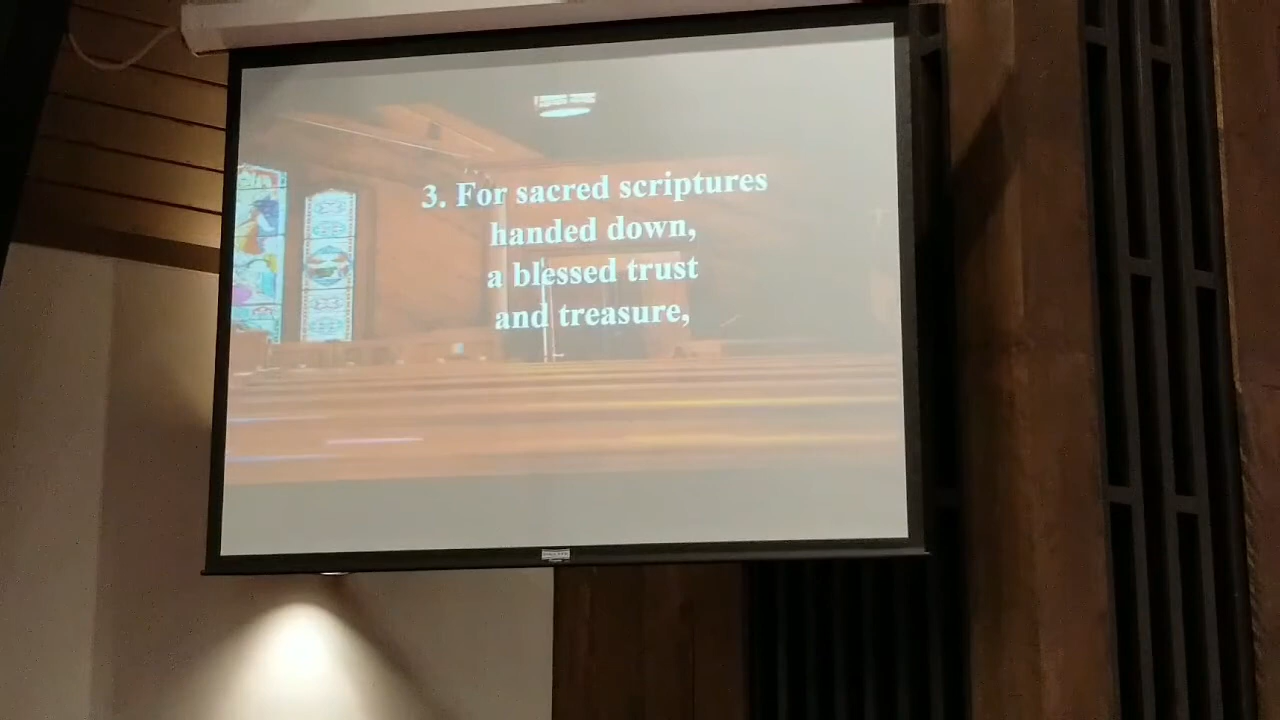 3. For sacred scriptures
handed down,
a blessed trust
and treasure,